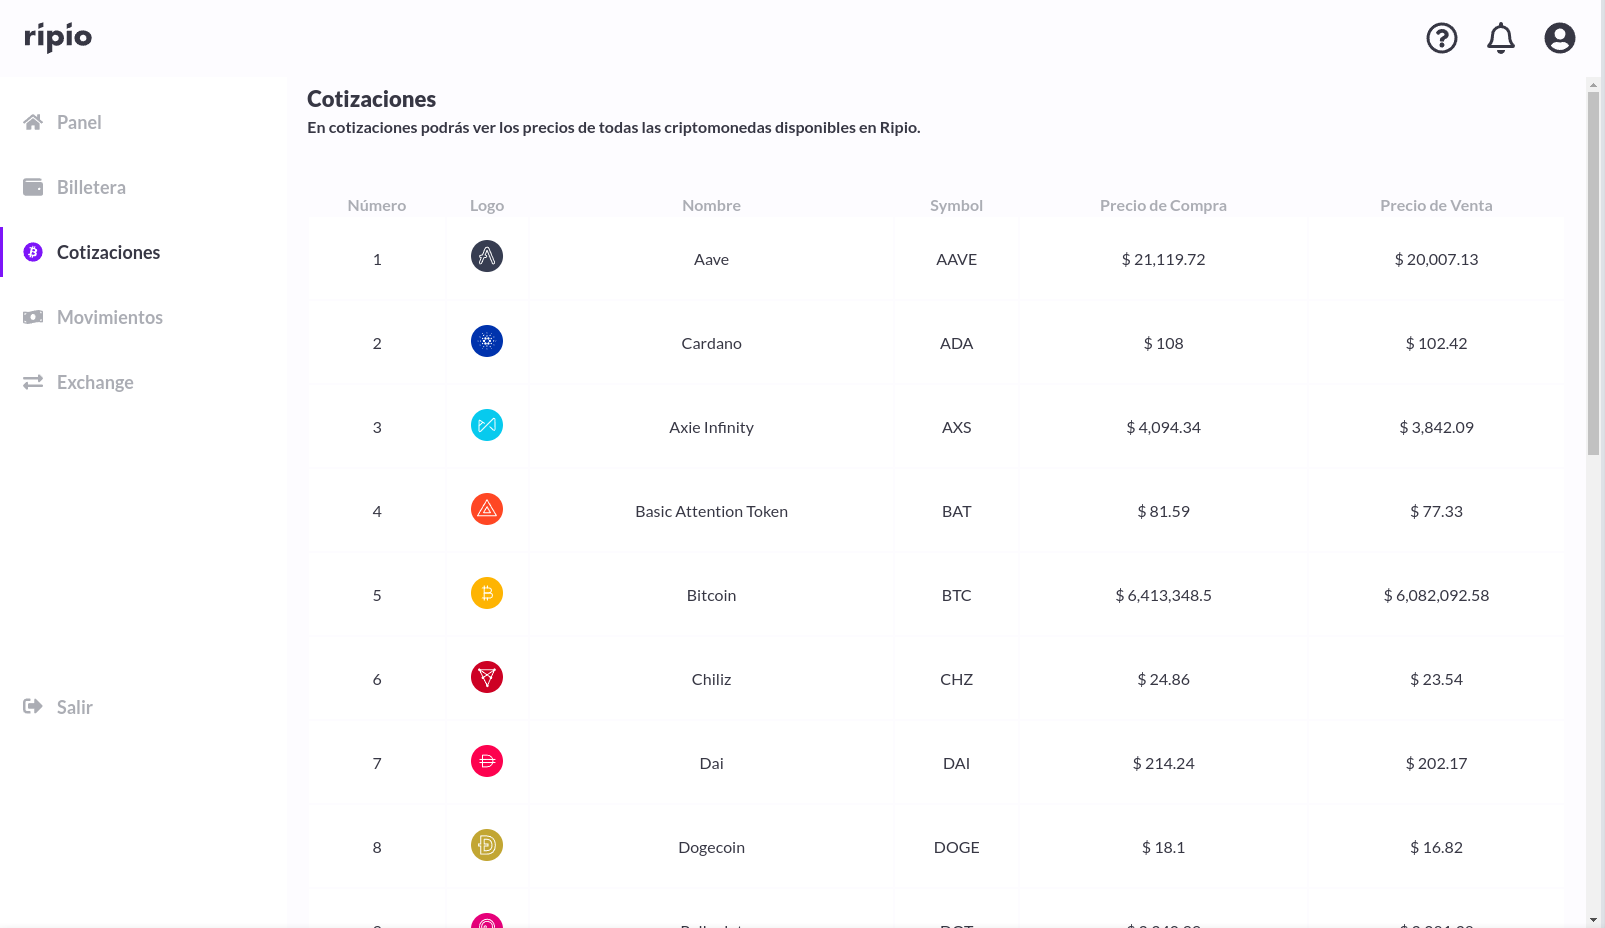 ripio
Panel
Billetera
Cotizaciones
Movimientos
Exchange
Salir
Cotizaciones
En cotizaciones podrás ver los precios de todas las criptomonedas disponibles en Ripio.
Número Logo Nombre Symbol Precio de Compra Precio de Venta
1 Aave AAVE $ 21,119.72 $ 20,007.13
2 Cardano ADA $ 108 $ 102.42
3 Axie Infinity AXS $ 4,094.34 $ 3,842.09
4 Basic Attention Token BAT $ 81.59 $ 77.33
5 Bitcoin BTC $ 6,413,348.5 $ 6,082,092.58
6 Chiliz CHZ $ 24.86 $ 23.54
7 Dai DAI $ 214.24 $ 202.17
8 Dogecoin DOGE $ 18.1 $ 16.82